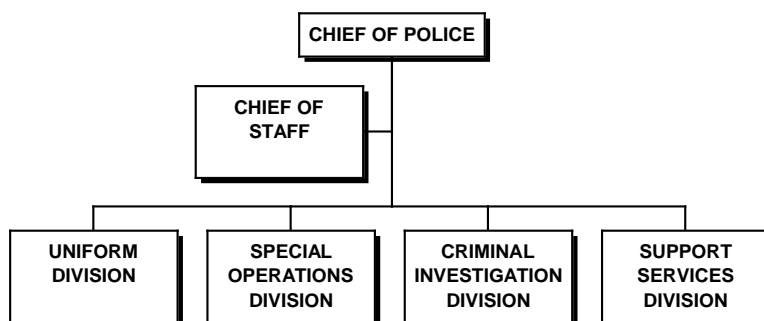 CHIEF OF POLICE
CHIEF OF
STAFF
UNIFORM
DIVISION
SPECIAL
OPERATIONS
DIVISION
CRIMINAL
INVESTIGATION
DIVISION
SUPPORT
SERVICES
DIVISION